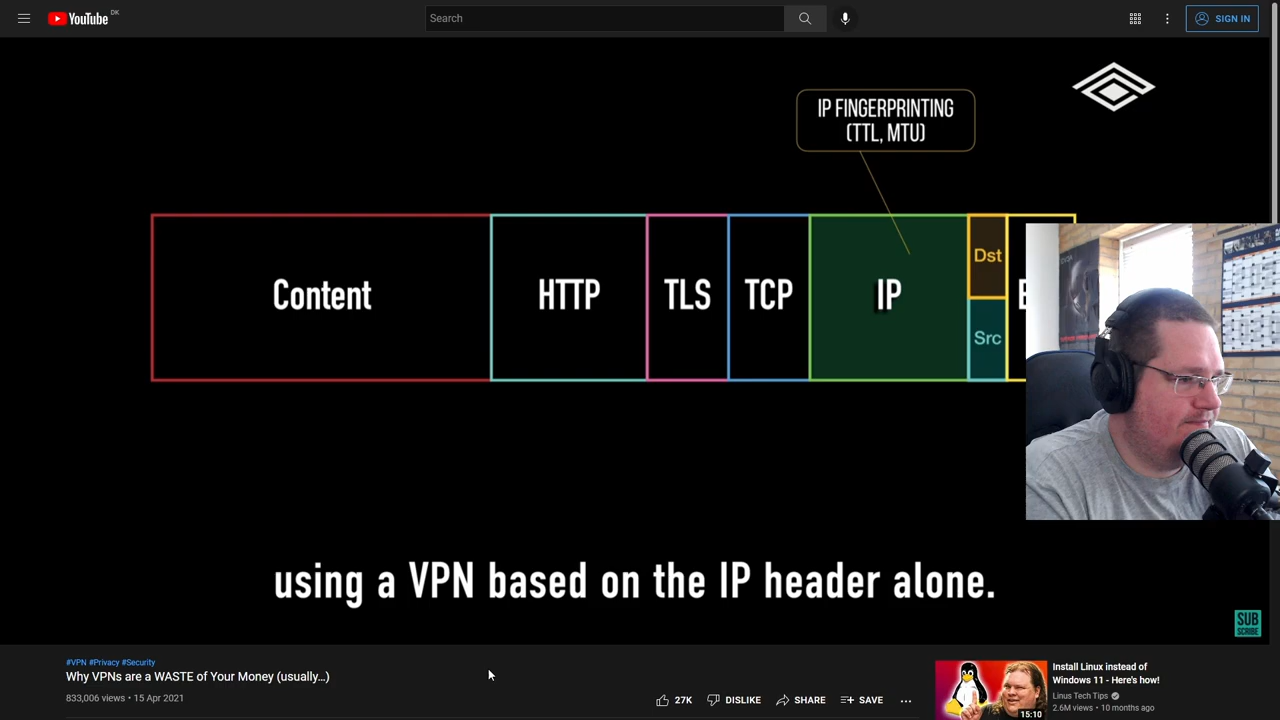 YouTube DK
Search
SIGN IN
IP FINGERPRINTING
(TTL, MTU)
Content
HTTP
TLS
TCP
IP
Dst
Src
using a VPN based on the IP header alone.
SUB
SCRIBE
#VPN #Privacy #Security
Why VPNs are a WASTE of Your Money (usually…)
833,006 views • 15 Apr 2021
27K
DISLIKE
SHARE
SAVE
Install Linux instead of
Windows 11 - Here's how!
Linus Tech Tips
2.6M views • 10 months ago
15:10